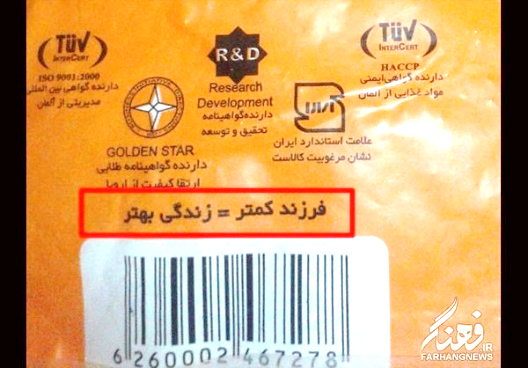 TÜV
INTERCERT
ISO 9001:2000
دارنده گواهی بین المللی
مدیریتی از آلمان
R&D
Research
Development
دارنده گواهینامه
تحقیق و توسعه
TÜV
INTERCERT
HACCP
دارنده گواهی ایمنی
مواد غذایی از آلمان
GOLDEN STAR
دارنده گواهینامه طلایی
ارتقا کیفیت از اروپا
علامت استاندارد ایران
نشان مرغوبیت کالاست
فرزند کمتر = زندگی بهتر
6 260002 467278
فرهنگ
IR
FARHANGNEWS